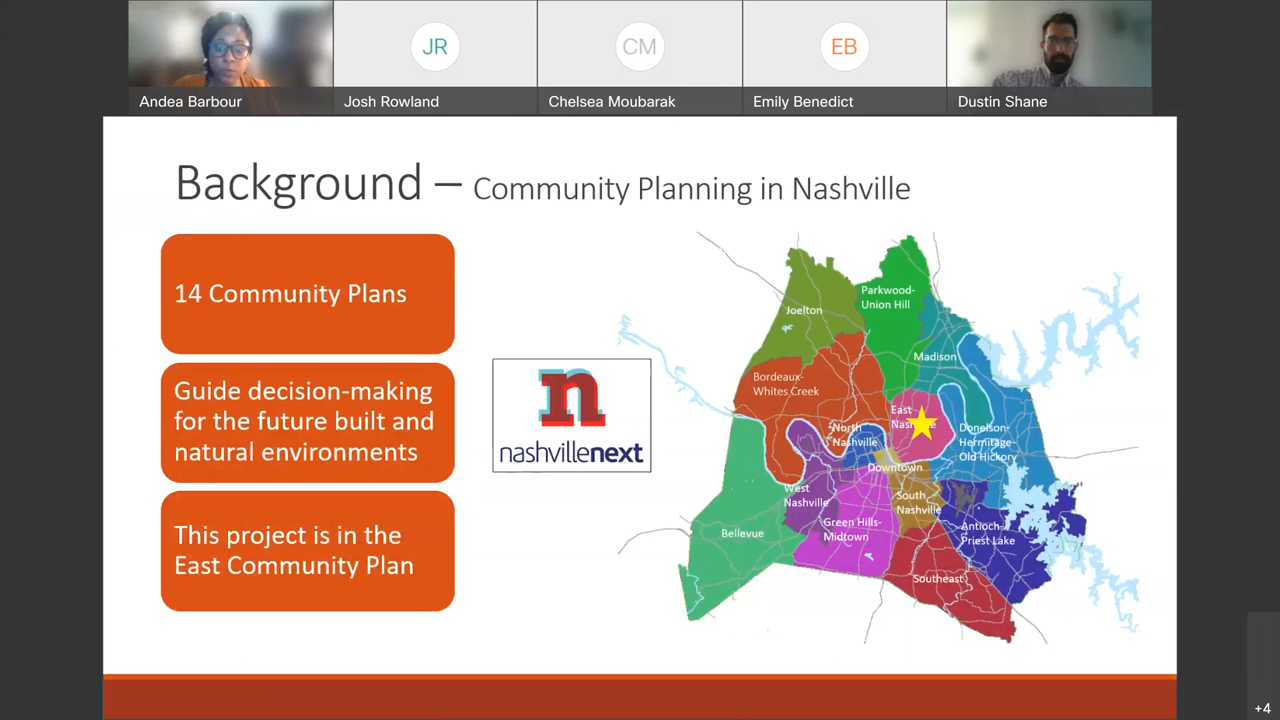 JR
CM
EB
Andea Barbour
Josh Rowland
Chelsea Moubarak
Emily Benedict
Dustin Shane
Background – Community Planning in Nashville
14 Community Plans
Guide decision-making
for the future built and
natural environments
This project is in the
East Community Plan
n
nashvillenext
Parkwood-
Union Hill
Joelton
Madison
Bordeaux-
Whites Creek
East
Nashville
North
Nashville
Donelson-
Hermitage-
Old Hickory
Downtown
West
Nashville
South
Nashville
Green Hills-
Midtown
Antioch-
Priest Lake
Bellevue
Southeast
+4